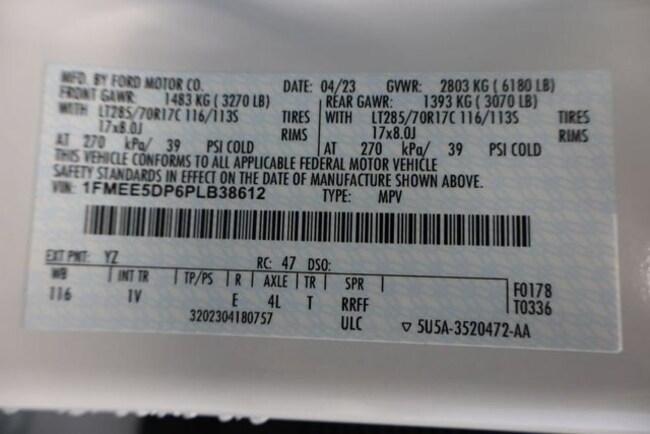 MFD. BY FORD MOTOR CO. DATE: 04/23 GVWR: 2803 KG ( 6180 LB)
FRONT GAWR: 1483 KG ( 3270 LB) REAR GAWR: 1393 KG ( 3070 LB)
WITH LT285/70R17C 116/113S TIRES WITH LT285/70R17C 116/113S TIRES
17x8.0J RIMS 17x8.0J RIMS
AT 270 kPa/ 39 PSI COLD AT 270 kPa/ 39 PSI COLD
THIS VEHICLE CONFORMS TO ALL APPLICABLE FEDERAL MOTOR VEHICLE
SAFETY STANDARDS IN EFFECT ON THE DATE OF MANUFACTURE SHOWN ABOVE.
VIN: 1FMEE5DP6PLB38612 TYPE: MPV
EXT PNT: YZ RC: 47 DSO:
WB INT TR TP/PS R AXLE TR SPR F0178
116 1V E 4L T RRFF T0336
3202304180757 ULC ▽ 5U5A-3520472-AA